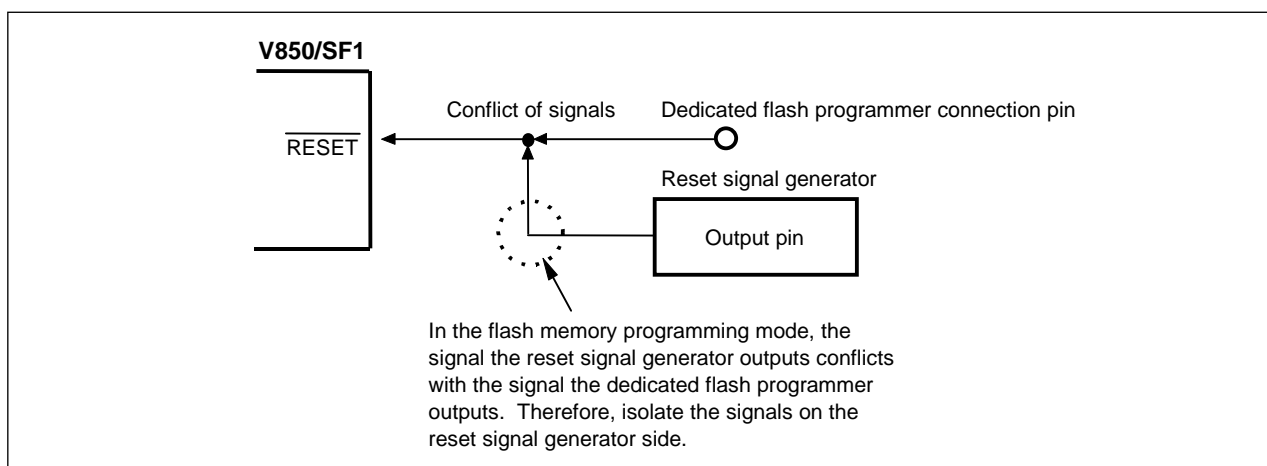 V850/SF1
Conflict of signals
Dedicated flash programmer connection pin
RESET
Reset signal generator
Output pin
In the flash memory programming mode, the
signal the reset signal generator outputs conflicts
with the signal the dedicated flash programmer
outputs.  Therefore, isolate the signals on the
reset signal generator side.